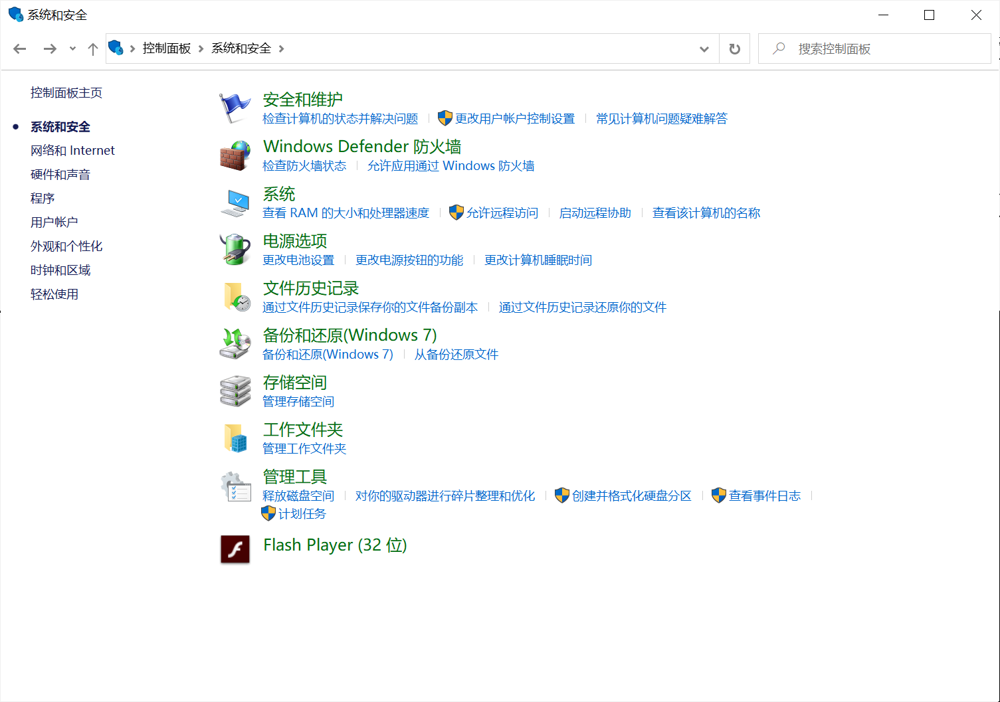 系统和安全
控制面板 系统和安全
搜索控制面板
控制面板主页
系统和安全
网络和 Internet
硬件和声音
程序
用户帐户
外观和个性化
时钟和区域
轻松使用
安全和维护
检查计算机的状态并解决问题 更改用户帐户控制设置 常见计算机问题疑难解答
Windows Defender 防火墙
检查防火墙状态 允许应用通过 Windows 防火墙
系统
查看 RAM 的大小和处理器速度 允许远程访问 启动远程协助 查看该计算机的名称
电源选项
更改电池设置 更改电源按钮的功能 更改计算机睡眠时间
文件历史记录
通过文件历史记录保存你的文件备份副本 通过文件历史记录还原你的文件
备份和还原(Windows 7)
备份和还原(Windows 7) 从备份还原文件
存储空间
管理存储空间
工作文件夹
管理工作文件夹
管理工具
释放磁盘空间 对你的驱动器进行碎片整理和优化 创建并格式化硬盘分区 查看事件日志
计划任务
Flash Player (32 位)